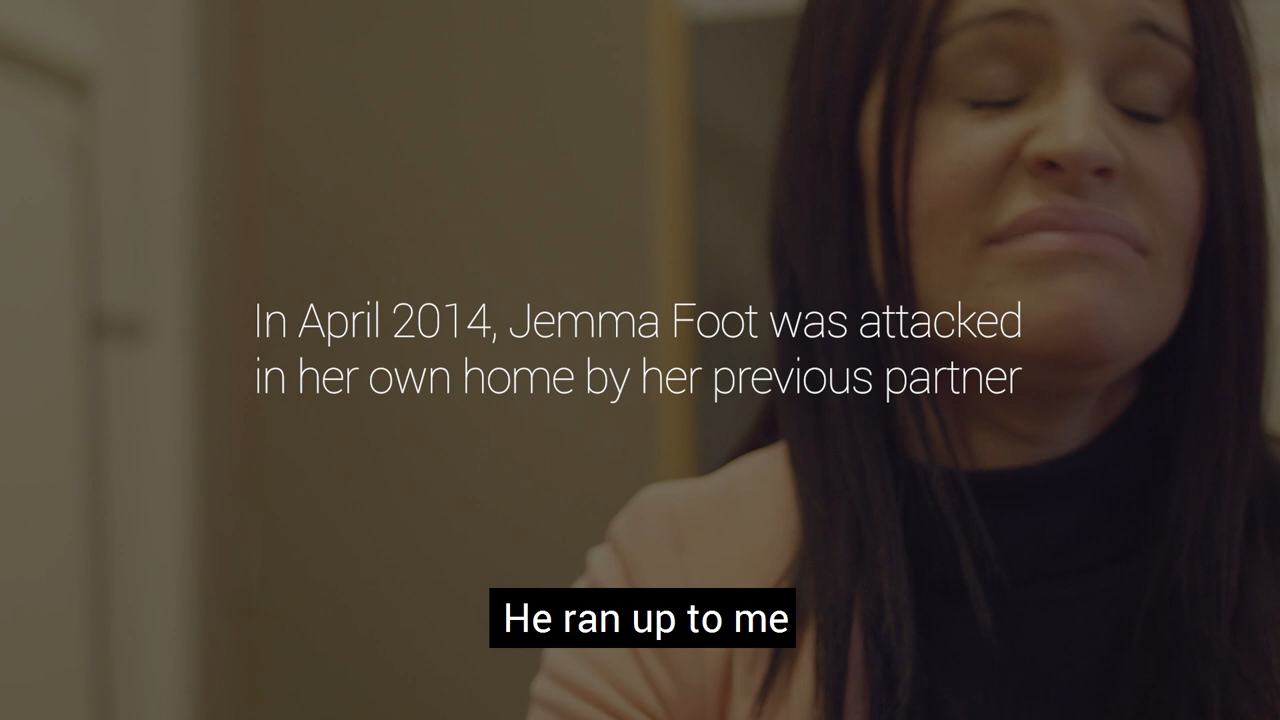 In April 2014, Jemma Foot was attacked
in her own home by her previous partner
He ran up to me